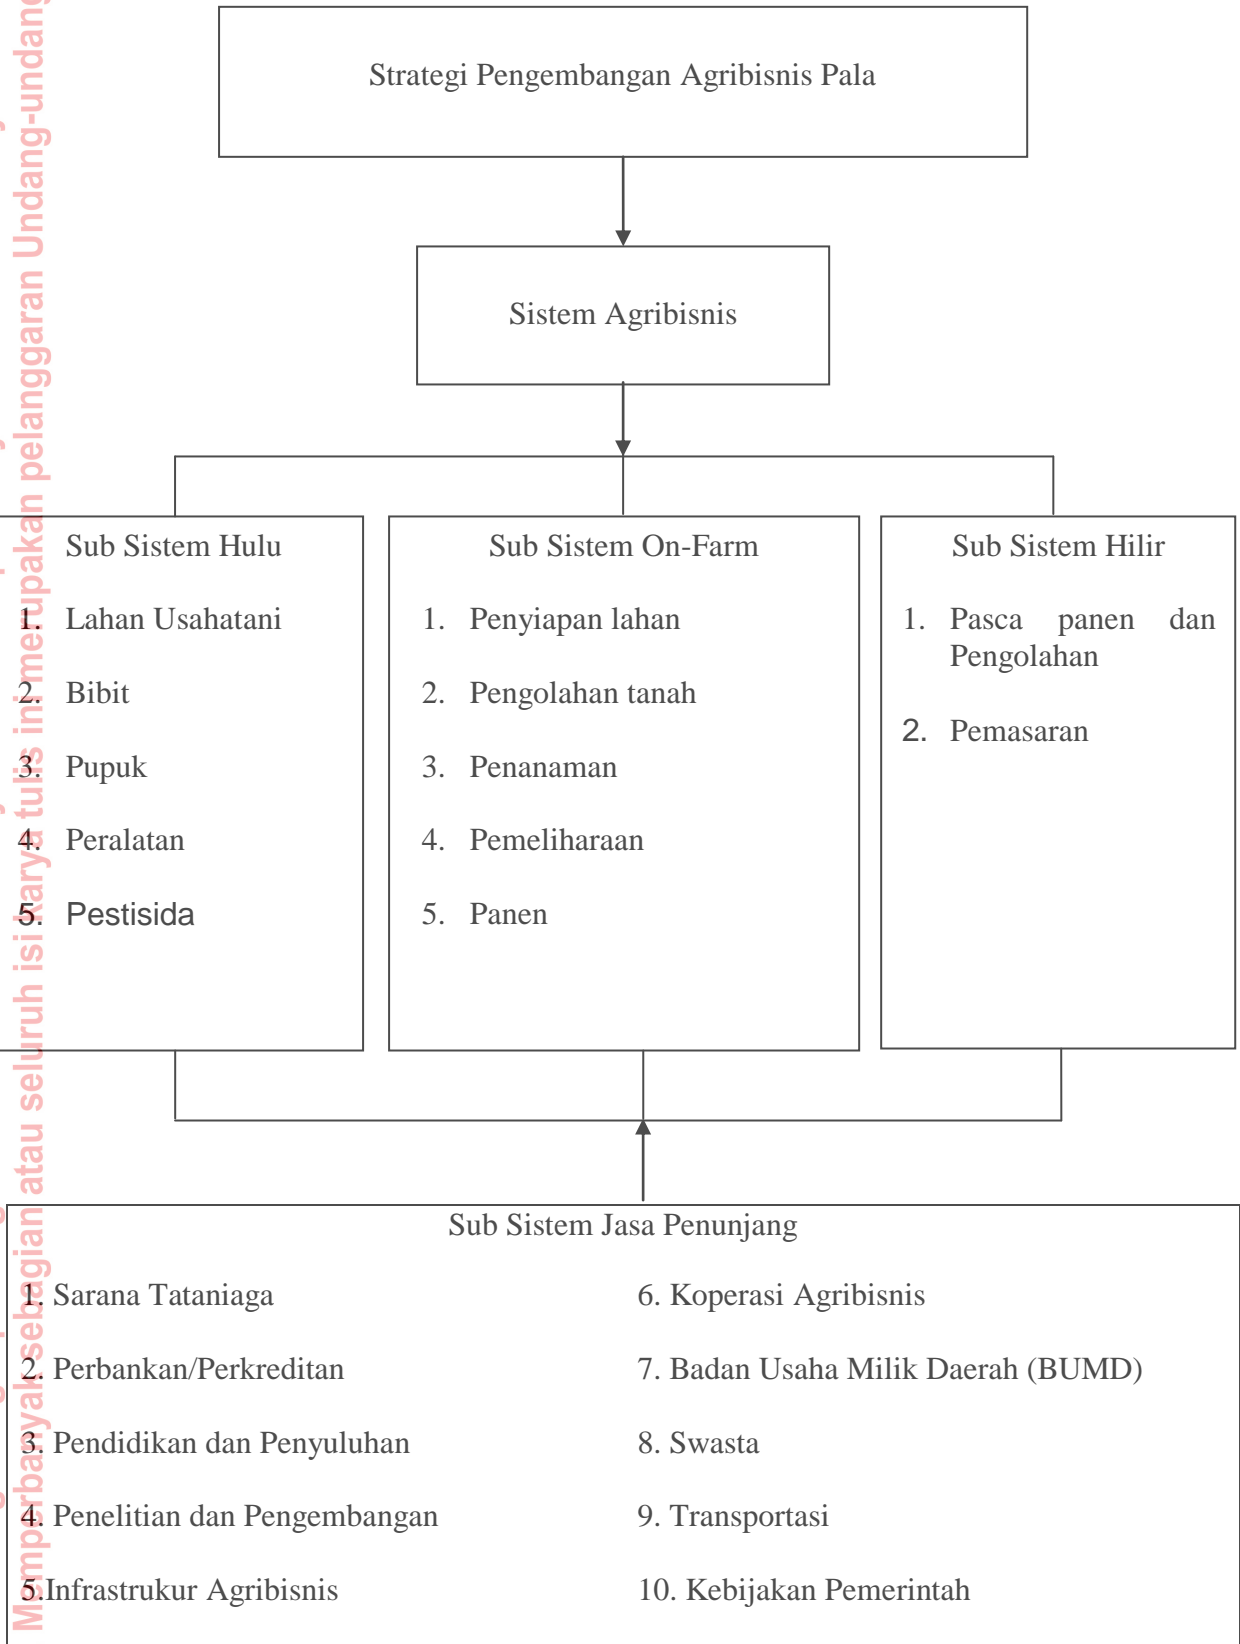 Strategi Pengembangan Agribisnis Pala
Sistem Agribisnis
Sub Sistem Hulu
1. Lahan Usahatani
2. Bibit
3. Pupuk
4. Peralatan
5. Pestisida
Sub Sistem On-Farm
1. Penyiapan lahan
2. Pengolahan tanah
3. Penanaman
4. Pemeliharaan
5. Panen
Sub Sistem Hilir
1. Pasca panen dan
Pengolahan
2. Pemasaran
Sub Sistem Jasa Penunjang
1. Sarana Tataniaga
2. Perbankan/Perkreditan
3. Pendidikan dan Penyuluhan
4. Penelitian dan Pengembangan
5.Infrastrukur Agribisnis
6. Koperasi Agribisnis
7. Badan Usaha Milik Daerah (BUMD)
8. Swasta
9. Transportasi
10. Kebijakan Pemerintah
Memperbanyak sebagian atau seluruh isi karya tulis ini merupakan pelanggaran Undang-undang